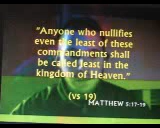 “Anyone who nullifies
even the least of these
commandments shall
be called least in the
kingdom of Heaven.”
(vs 19)
MATTHEW 5:17-19